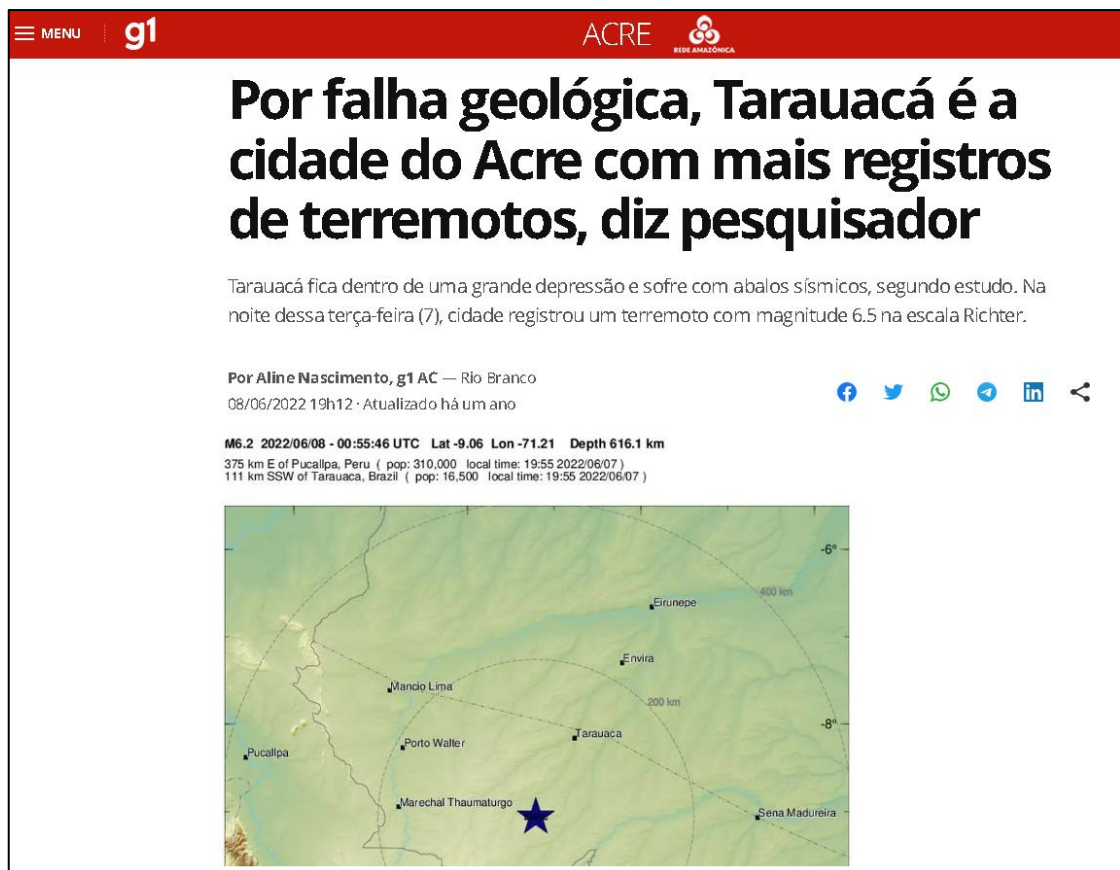 MENU
g1
ACRE
REDE AMAZÔNICA
Por falha geológica, Tarauacá é a
cidade do Acre com mais registros
de terremotos, diz pesquisador
Tarauacá fica dentro de uma grande depressão e sofre com abalos sísmicos, segundo estudo. Na
noite dessa terça-feira (7), cidade registrou um terremoto com magnitude 6.5 na escala Richter.
Por Aline Nascimento, g1 AC — Rio Branco
08/06/2022 19h12 · Atualizado há um ano
M6.2 2022/06/08 - 00:55:46 UTC Lat -9.06 Lon -71.21 Depth 616.1 km
375 km E of Pucallpa, Peru ( pop: 310,000 local time: 19:55 2022/06/07 )
111 km SSW of Tarauaca, Brazil ( pop: 16,500 local time: 19:55 2022/06/07 )
-6°
400 km
Eirunepe
Envira
Mancio Lima
200 km
-8°
Tarauaca
Porto Walter
Pucallpa
Marechal Thaumaturgo
Sena Madureira